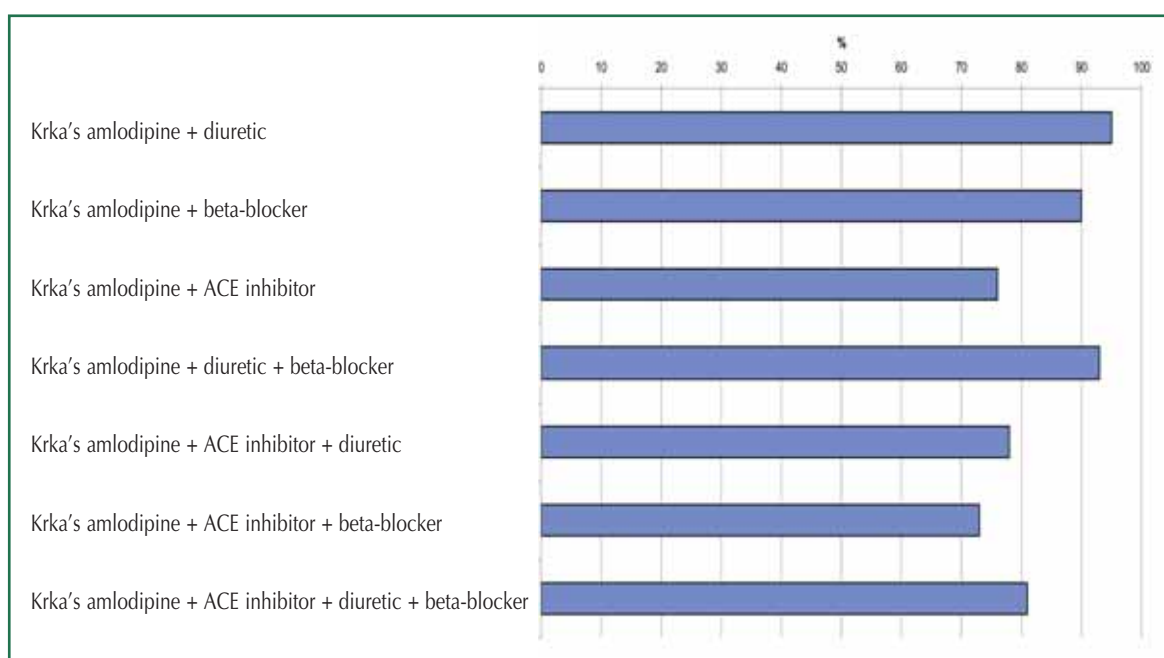 %
0 10 20 30 40 50 60 70 80 90 100
Krka's amlodipine + diuretic
Krka's amlodipine + beta-blocker
Krka's amlodipine + ACE inhibitor
Krka's amlodipine + diuretic + beta-blocker
Krka's amlodipine + ACE inhibitor + diuretic
Krka's amlodipine + ACE inhibitor + beta-blocker
Krka's amlodipine + ACE inhibitor + diuretic + beta-blocker